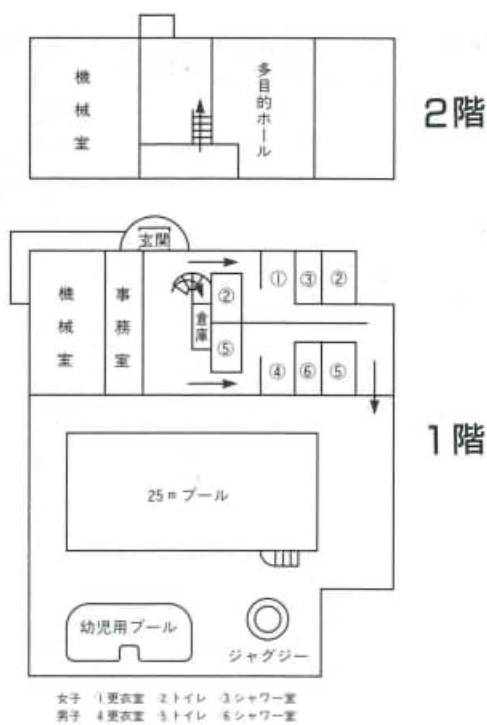 機械室
多目的ホール
2階
玄関
機械室
事務室
倉庫
②
⑤
①
③
②
④
⑥
⑤
1階
25mプール
幼児用プール
ジャグジー
女子 ①更衣室 ②トイレ ③シャワー室
男子 ④更衣室 ⑤トイレ ⑥シャワー室